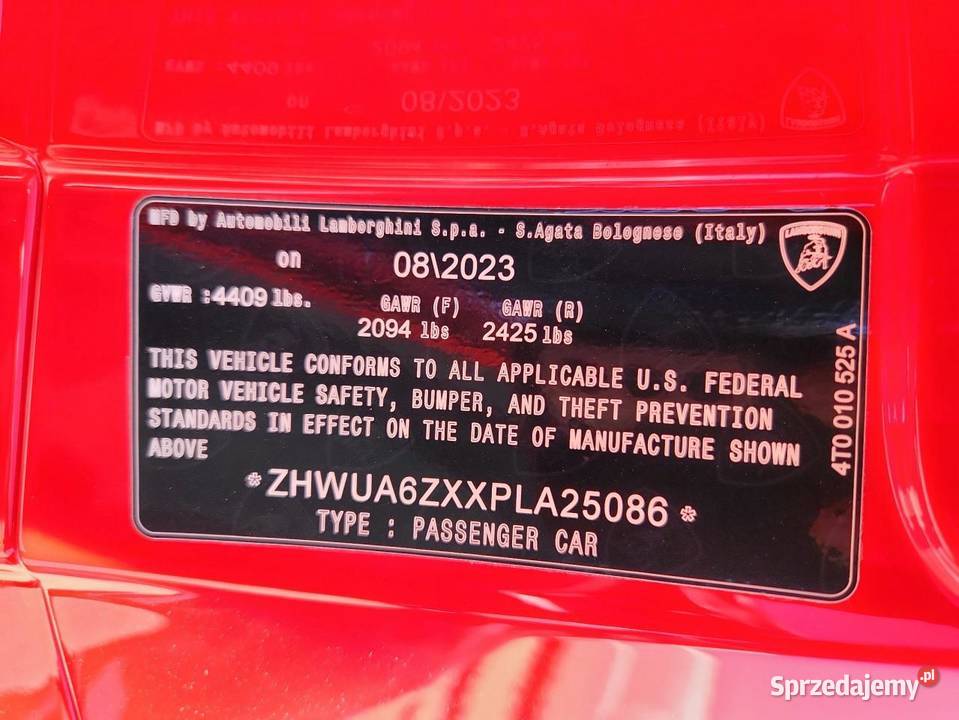 MFD by Automobili Lamborghini S.p.a. - S.Agata Bolognese (Italy)
LAMBORGHINI
on 08\2023
GVWR :4409 lbs. GAWR (F) GAWR (R)
2094 lbs 2425 lbs
THIS VEHICLE CONFORMS TO ALL APPLICABLE U.S. FEDERAL
MOTOR VEHICLE SAFETY, BUMPER, AND THEFT PREVENTION
STANDARDS IN EFFECT ON THE DATE OF MANUFACTURE SHOWN
ABOVE
*ZHWUA6ZXXPLA25086*
TYPE : PASSENGER CAR
4T0 010 525 A
Sprzedajemy.pl